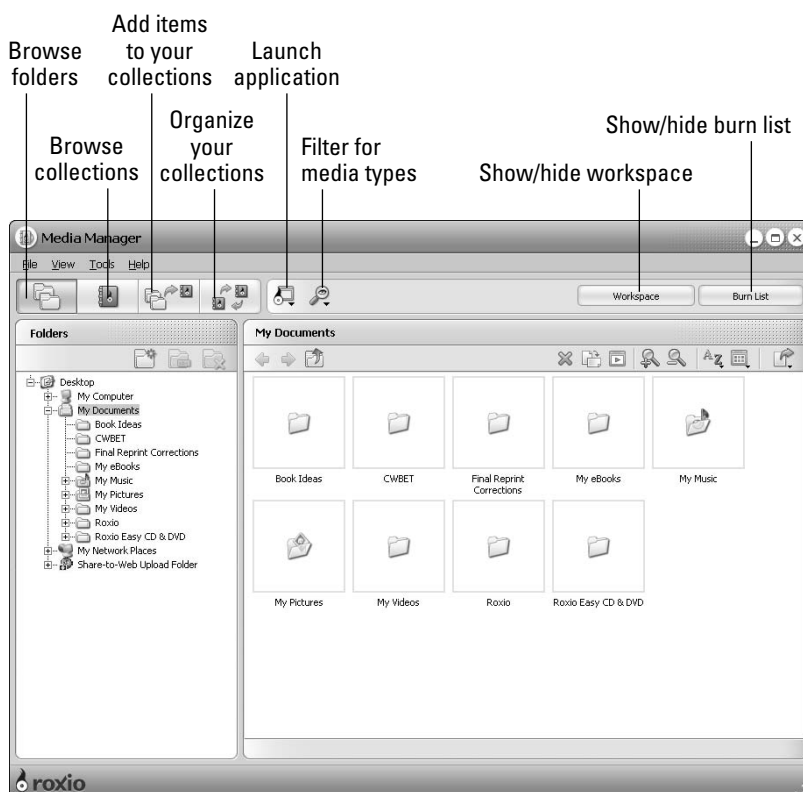 Browse
folders
Add items
to your
collections
Launch
application
Browse
collections
Organize
your
collections
Filter for
media types
Show/hide workspace
Show/hide burn list
Media Manager
File View Tools Help
Workspace
Burn List
Folders
My Documents
Desktop
My Computer
My Documents
Book Ideas
CWBET
Final Reprint Corrections
My eBooks
My Music
My Pictures
My Videos
Roxio
Roxio Easy CD & DVD
My Network Places
Share-to-Web Upload Folder
AZ
Book Ideas
CWBET
Final Reprint
Corrections
My eBooks
My Music
My Pictures
My Videos
Roxio
Roxio Easy CD & DVD
roxio